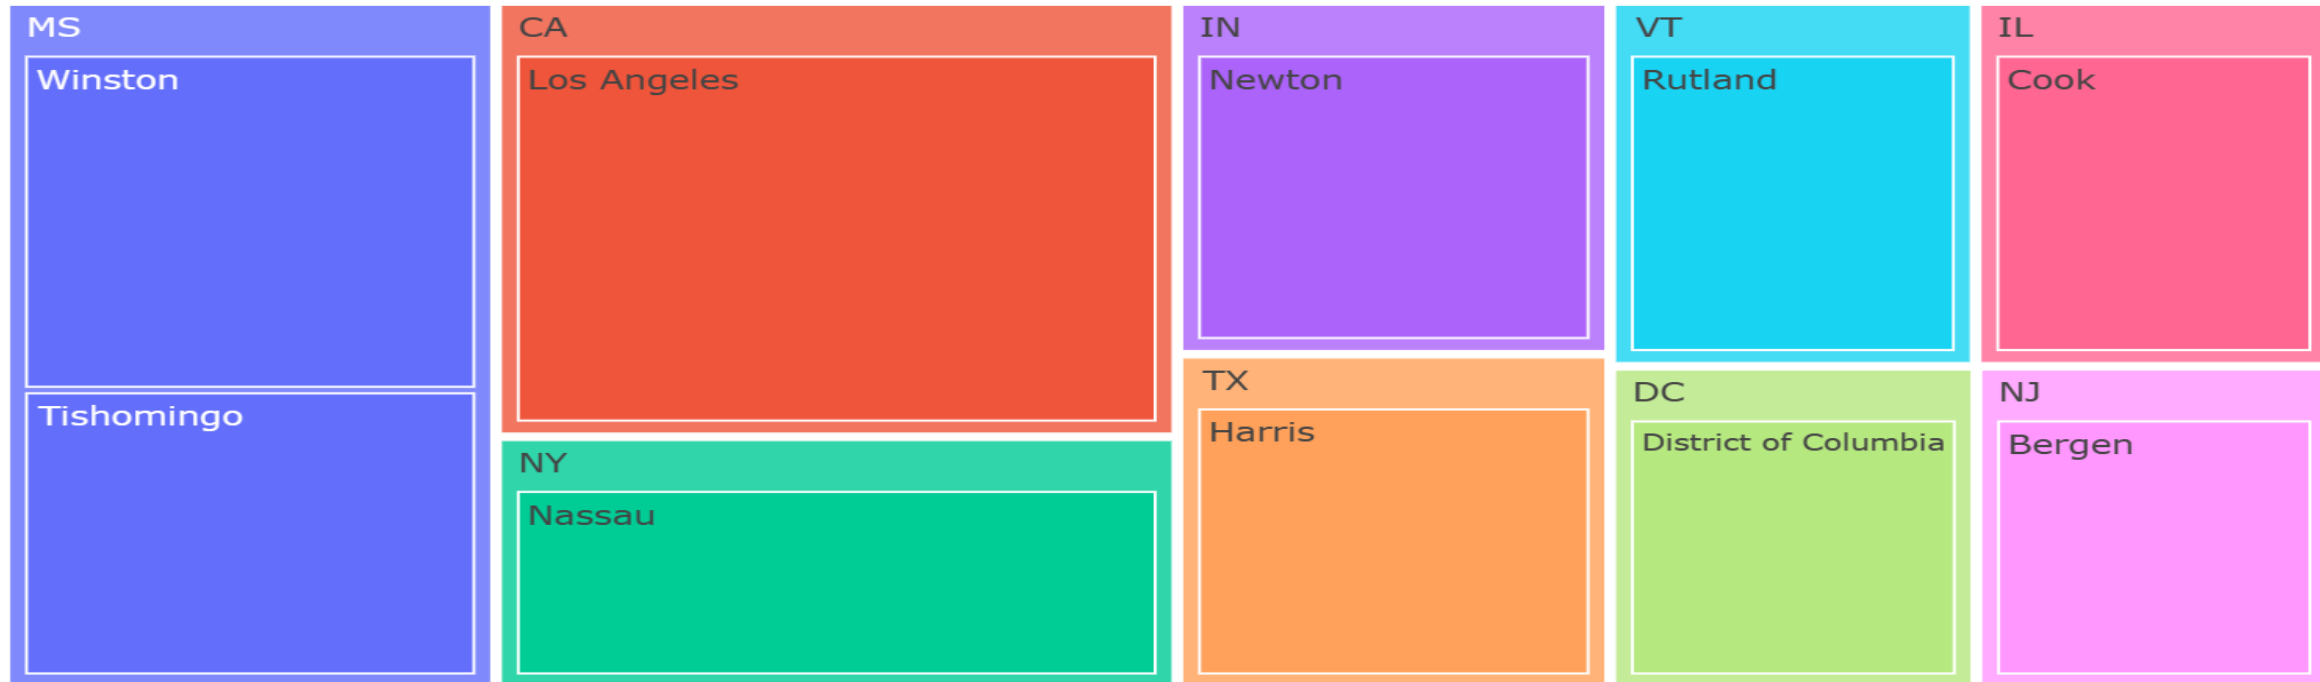 MS
Winston
Tishomingo
CA
Los Angeles
NY
Nassau
IN
Newton
TX
Harris
VT
Rutland
DC
District of Columbia
IL
Cook
NJ
Bergen